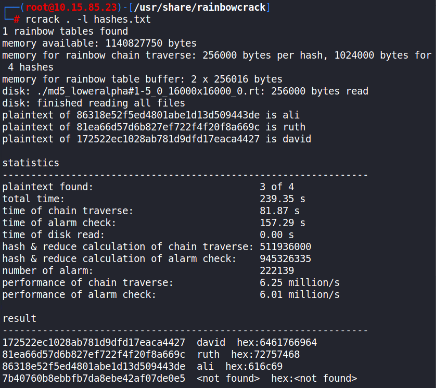 (root@10.15.85.23)-[/usr/share/rainbowcrack]
# rcrack . -l hashes.txt
1 rainbow tables found
memory available: 1140827750 bytes
memory for rainbow chain traverse: 256000 bytes per hash, 1024000 bytes for
4 hashes
memory for rainbow table buffer: 2 x 256016 bytes
disk: ./md5_loweralpha#1-5_0_16000x16000_0.rt: 256000 bytes read
disk: finished reading all files
plaintext of 86318e52f5ed4801abe1d13d509443de is ali
plaintext of 81ea66d57d6b827ef722f4f20f8a669c is ruth
plaintext of 172522ec1028ab781d9dfd17eaca4427 is david
statistics
----------------------------------------------------------------
plaintext found: 3 of 4
total time: 239.35 s
time of chain traverse: 81.87 s
time of alarm check: 157.29 s
time of disk read: 0.00 s
hash & reduce calculation of chain traverse: 511936000
hash & reduce calculation of alarm check: 945326335
number of alarm: 222139
performance of chain traverse: 6.25 million/s
performance of alarm check: 6.01 million/s
result
----------------------------------------------------------------
172522ec1028ab781d9dfd17eaca4427 david hex:6461766964
81ea66d57d6b827ef722f4f20f8a669c ruth hex:72757468
86318e52f5ed4801abe1d13d509443de ali hex:616c69
7b40760b8ebbfb7da8ebe42af07de0e5 <not found> hex:<not found>